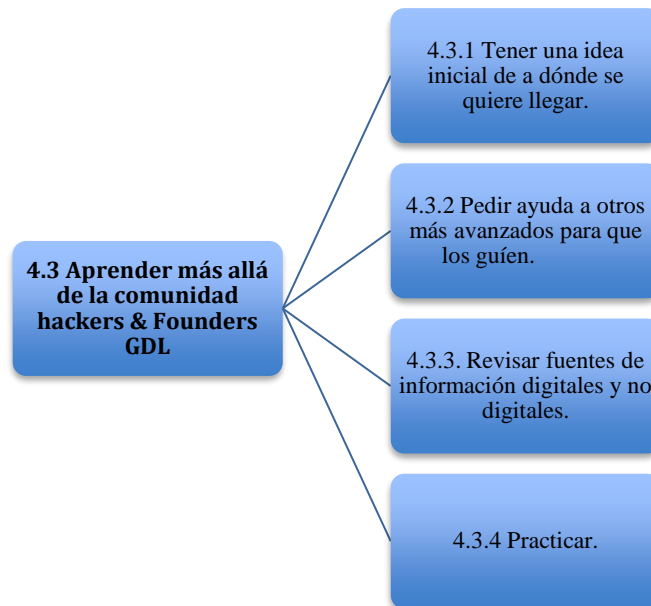 4.3.1 Tener una idea
inicial de a dónde se
quiere llegar.
4.3.2 Pedir ayuda a otros
más avanzados para que
los guíen.
4.3 Aprender más allá
de la comunidad
hackers & Founders
GDL
4.3.3. Revisar fuentes de
información digitales y no
digitales.
4.3.4 Practicar.